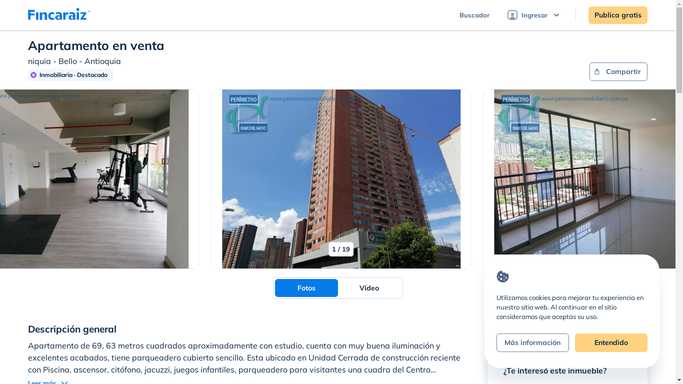 Fincaraiz
Buscador
Ingresar
Publica gratis
Apartamento en venta
niquia - Bello - Antioquia
Inmobiliaria - Destacado
Compartir
PERÍMETRO
INMOBILIARIO
PERÍMETRO
INMOBILIARIO
1 / 19
Fotos
Video
Descripción general
Apartamento de 69, 63 metros cuadrados aproximadamente con estudio, cuenta con muy buena iluminación y
excelentes acabados, tiene parqueadero cubierto sencillo. Esta ubicado en Unidad Cerrada de construcción reciente
con Piscina, ascensor, citófono, jacuzzi, juegos infantiles, parqueadero para visitantes una cuadra del Centro...
Leer más
Utilizamos cookies para mejorar tu experiencia en
nuestro sitio web. Al continuar en el sitio
consideramos que aceptas su uso.
Más información
Entendido
¿Te interesó este inmueble?